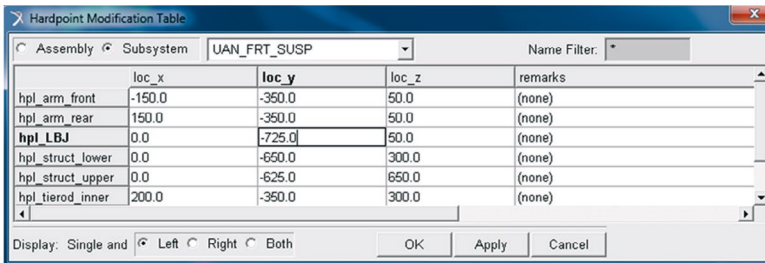 Hardpoint Modification Table
Assembly Subsystem UAN_FRT_SUSP Name Filter: *
loc_x loc_y loc_z remarks
hpl_arm_front -150.0 -350.0 50.0 (none)
hpl_arm_rear 150.0 -350.0 50.0 (none)
hpl_LBJ 0.0 -725.0 50.0 (none)
hpl_struct_lower 0.0 -650.0 300.0 (none)
hpl_struct_upper 0.0 -625.0 650.0 (none)
hpl_tierod_inner 200.0 -350.0 300.0 (none)
Display: Single and Left Right Both OK Apply Cancel